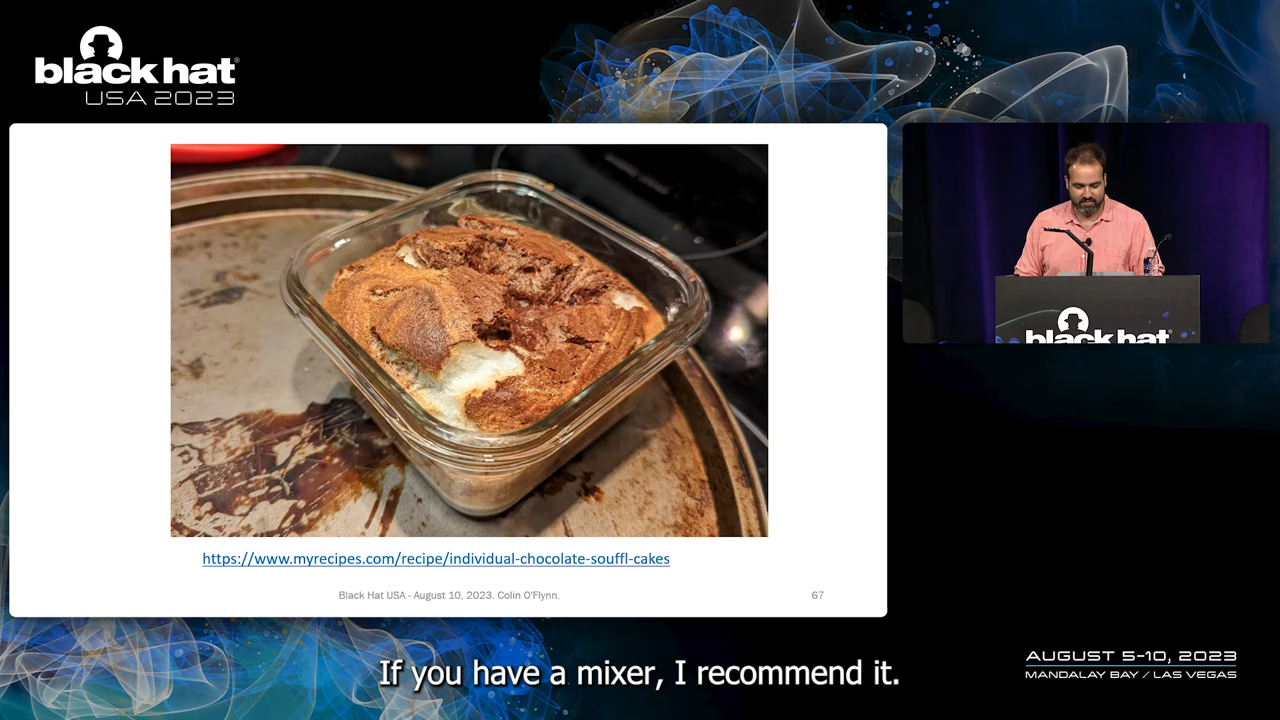 black hat®
USA 2023
https://www.myrecipes.com/recipe/individual-chocolate-souffl-cakes
Black Hat USA - August 10, 2023. Colin O'Flynn.
67
black hat
If you have a mixer, I recommend it.
AUGUST 5-10, 2023
MANDALAY BAY / LAS VEGAS